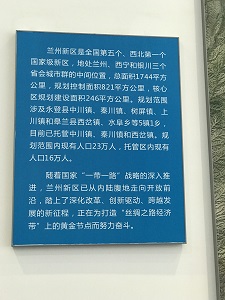 兰州新区是全国第五个、西北第一个
国家级新区，地处兰州、西宁和银川三个
省会城市群的中间位置，总面积1744平方
公里，规划控制面积821平方公里，核心
区规划建设面积246平方公里。规划范围
涉及永登县中川镇、秦川镇、树屏镇、上
川镇和皋兰县西岔镇、水阜乡等5镇1乡，
目前已托管中川镇、秦川镇和西岔镇。规
划范围内现有人口23万人，托管区内现有
人口16万人。
随着国家“一带一路”战略的深入推
进，兰州新区已从内陆腹地走向开放前
沿，踏上了深化改革、创新驱动、跨越发
展的新征程，正在为打造“丝绸之路经济
带”上的黄金节点而努力奋斗。